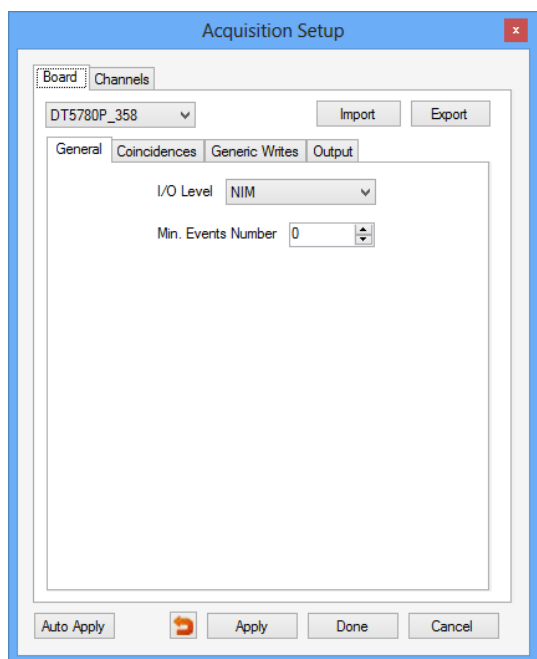 Acquisition Setup
x
Board Channels
DT5780P_358 Import Export
General Coincidences Generic Writes Output
I/O Level NIM
Min. Events Number 0
Auto Apply Apply Done Cancel